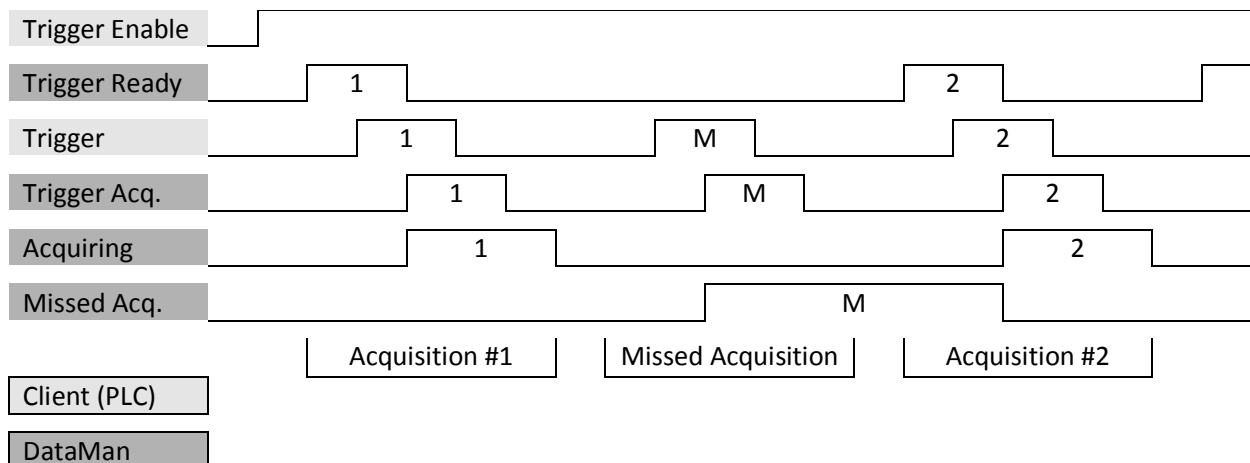 Trigger Enable
Trigger Ready 1 2
Trigger 1 M 2
Trigger Acq. 1 M 2
Acquiring 1 2
Missed Acq. M
Acquisition #1 Missed Acquisition Acquisition #2
Client (PLC)
DataMan